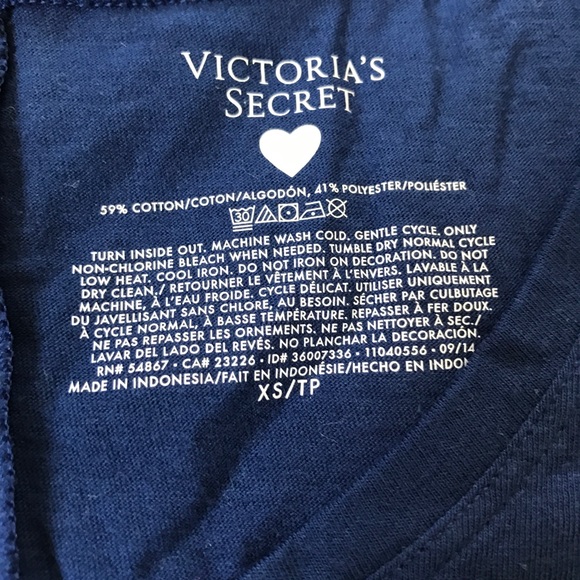 VICTORIA'S
SECRET
59% COTTON/COTON/ALGODÓN, 41% POLYESTER/POLIÉSTER
30
TURN INSIDE OUT. MACHINE WASH COLD. GENTLE CYCLE. ONLY
NON-CHLORINE BLEACH WHEN NEEDED. TUMBLE DRY NORMAL CYCLE
LOW HEAT. COOL IRON. DO NOT IRON ON DECORATION. DO NOT
DRY CLEAN./ RETOURNER LE VÊTEMENT À L'ENVERS. LAVABLE À LA
MACHINE, À L'EAU FROIDE. CYCLE DÉLICAT. UTILISER UNIQUEMENT
DU JAVELLISANT SANS CHLORE, AU BESOIN. SÉCHER PAR CULBUTAGE
À CYCLE NORMAL, À BASSE TEMPÉRATURE. REPASSER À FER DOUX.
NE PAS REPASSER LES ORNEMENTS. NE PAS NETTOYER À SEC./
LAVAR DEL LADO DEL REVÉS. NO PLANCHAR LA DECORACIÓN.
RN# 54867 • CA# 23226 • ID# 36007336 • 11040556 • 09/14
MADE IN INDONESIA/FAIT EN INDONÉSIE/HECHO EN INDON
XS/TP